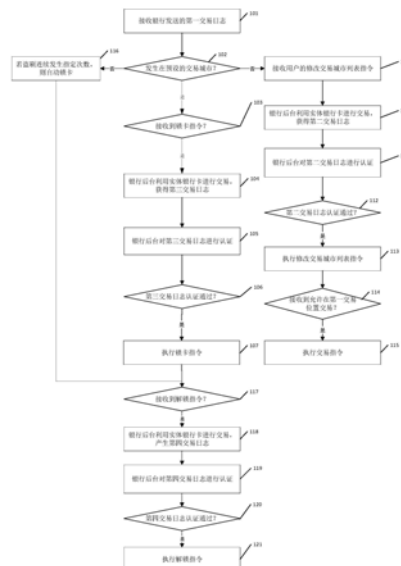 接收银行发送的第一交易日志
101
若盗刷连续发生指定次数，
则自动锁卡
116
否
发生在预设的交易城市?
102
否
接收用户的修改交易城市列表指令
是
接收到锁卡指令?
103
银行后台利用实体银行卡进行交易，
获得第二交易日志
是
银行后台利用实体银行卡进行交易，
获得第三交易日志
104
银行后台对第二交易日志进行认证
银行后台对第三交易日志进行认证
105
第二交易日志认证通过?
112
是
第三交易日志认证通过?
106
执行修改交易城市列表指令
113
是
接收到允许在第一交易
位置交易?
114
执行锁卡指令
107
是
执行交易指令
115
接收到解锁指令?
117
是
银行后台利用实体银行卡进行交易，
产生第四交易日志
118
银行后台对第四交易日志进行认证
119
第四交易日志认证通过?
120
是
执行解锁指令
121